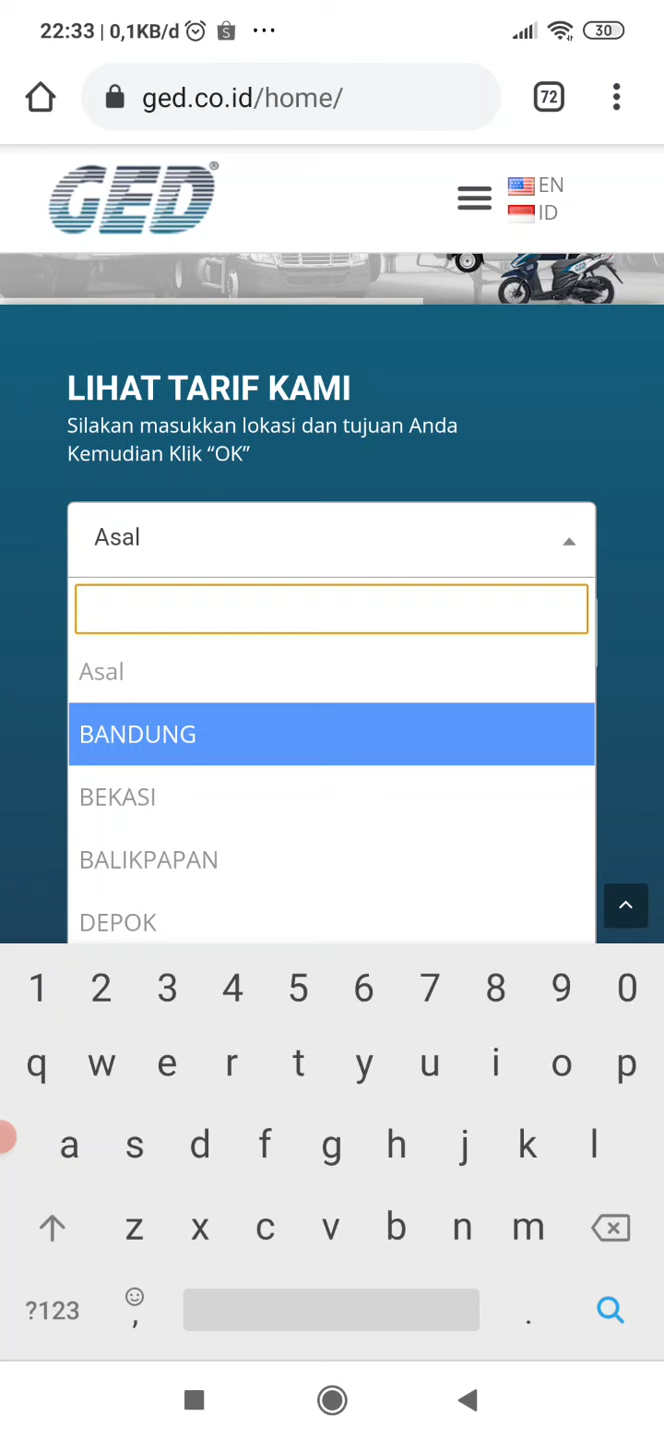 22:33 | 0,1KB/d
30
ged.co.id/home/
72
GED®
EN
ID
LIHAT TARIF KAMI
Silakan masukkan lokasi dan tujuan Anda
Kemudian Klik “OK”
Asal
Asal
BANDUNG
BEKASI
BALIKPAPAN
DEPOK
1 2 3 4 5 6 7 8 9 0
q w e r t y u i o p
a s d f g h j k l
z x c v b n m
?123 , .